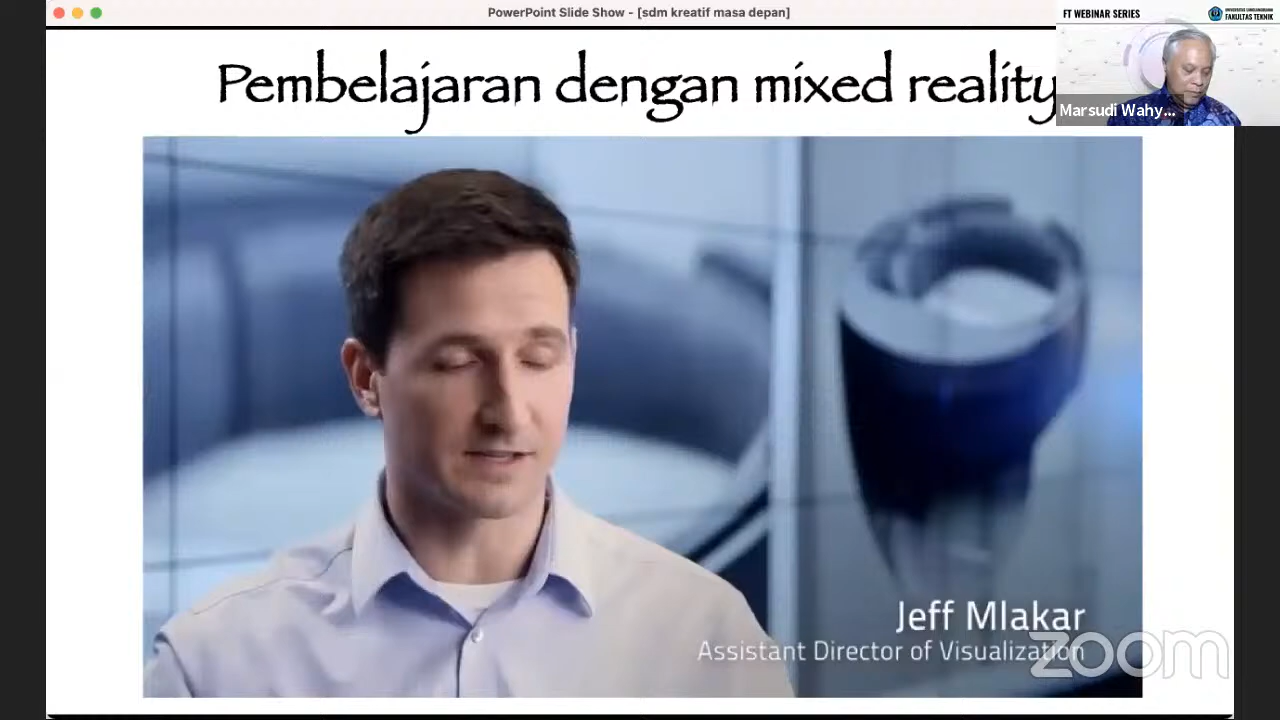 PowerPoint Slide Show - [sdm kreatif masa depan]
FT WEBINAR SERIES
FAKULTAS TEKNIK
Marsudi Wahy...
Pembelajaran dengan mixed reality
Jeff Mlakar
Assistant Director of Visualization
zoom